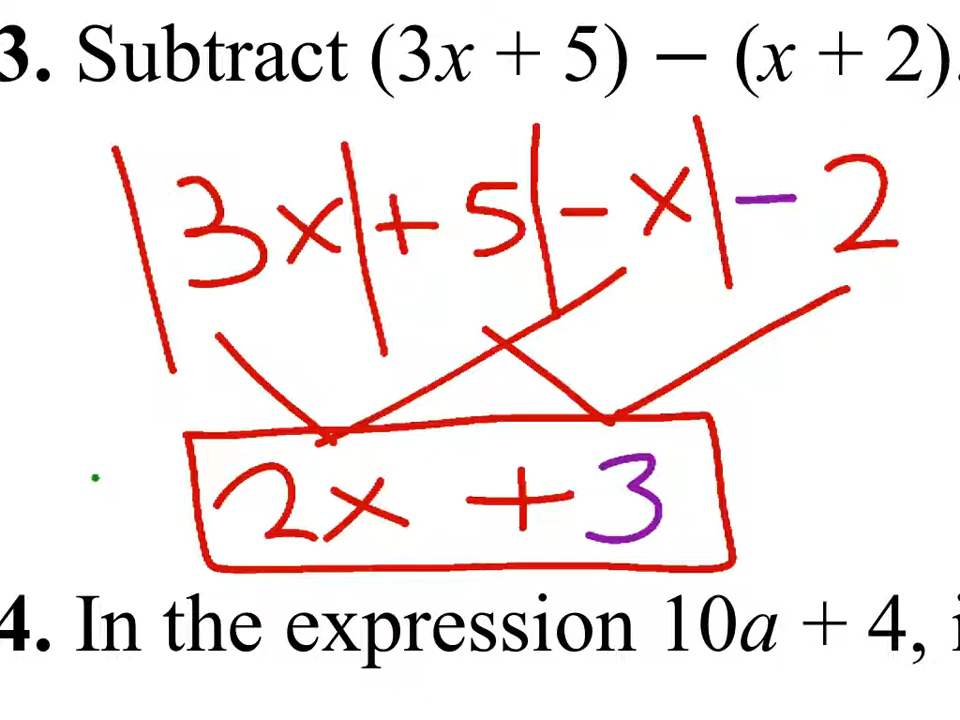 3. Subtract (3x + 5) − (x + 2).
|3x|+ 5|- x|- 2
2x + 3
4. In the expression 10a + 4, i